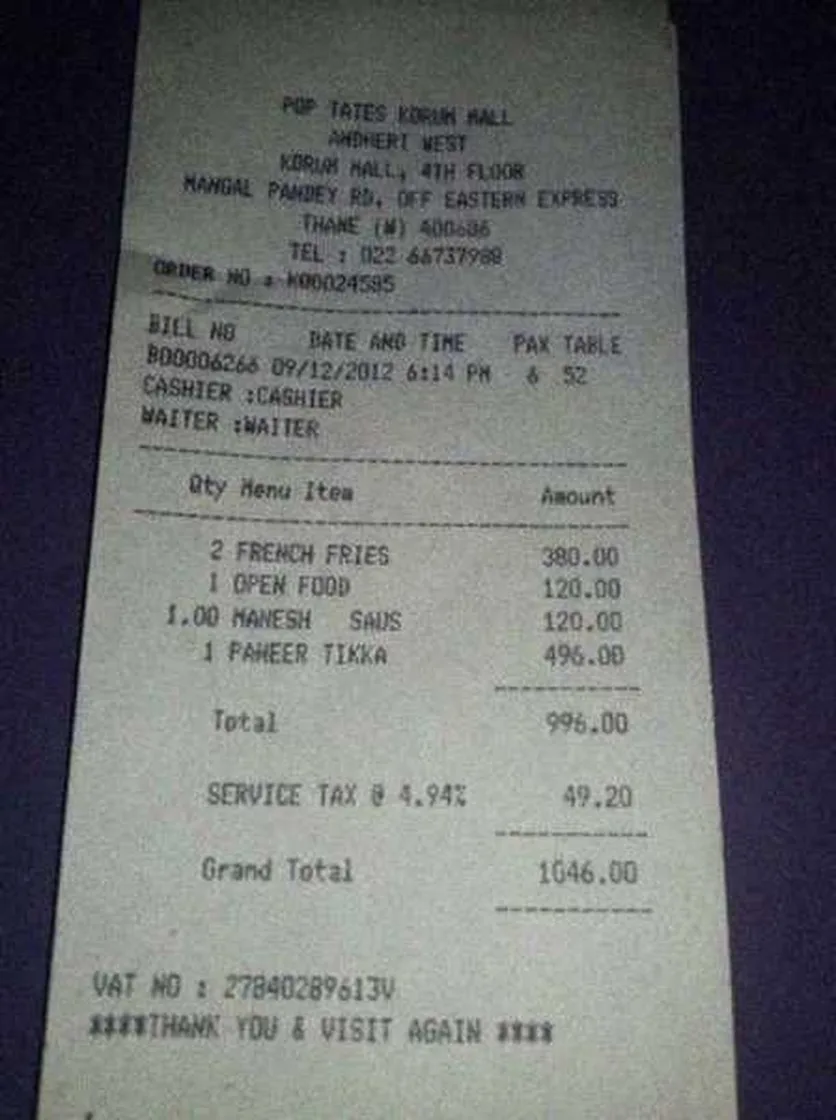 POP TATES KORUM MALL
ANDHERI WEST
KORUM MALL, 4TH FLOOR
MANGAL PANDEY RD, OFF EASTERN EXPRESS
THANE (W) 400606
TEL : 022 66737988
ORDER NO : K00024585
BILL NO DATE AND TIME PAX TABLE
B00006266 09/12/2012 6:14 PM 6 52
CASHIER :CASHIER
WAITER :WAITER
Qty Menu Item Amount
2 FRENCH FRIES 380.00
1 OPEN FOOD 120.00
1.00 MANESH SAUS 120.00
1 PANEER TIKKA 496.00
Total 996.00
SERVICE TAX @ 4.94% 49.20
Grand Total 1046.00
VAT NO : 27840289613V
****THANK YOU & VISIT AGAIN ****